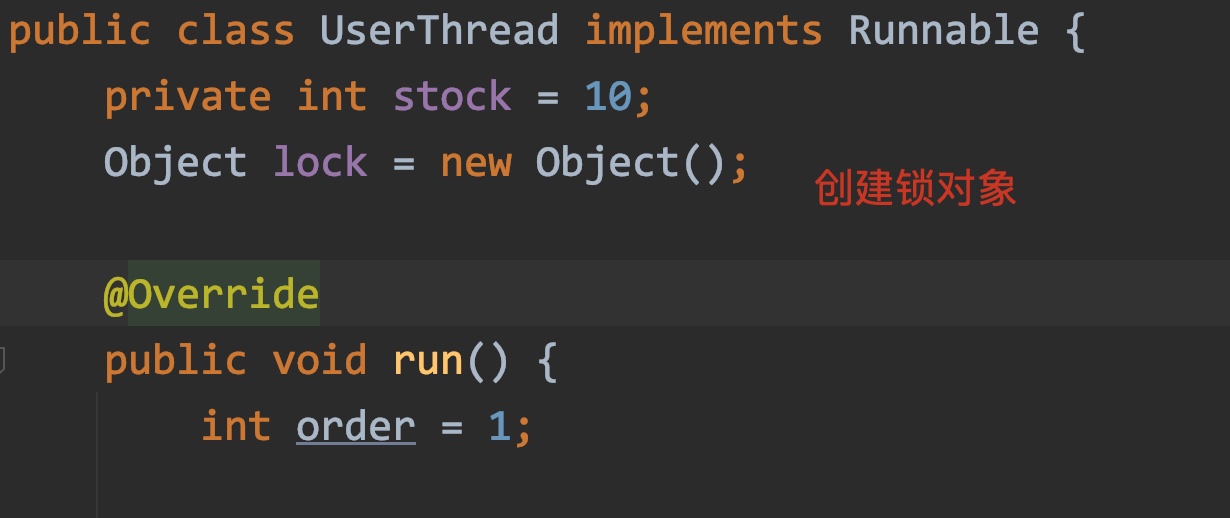 public class UserThread implements Runnable {
private int stock = 10;
Object lock = new Object();
创建锁对象
@Override
public void run() {
int order = 1;